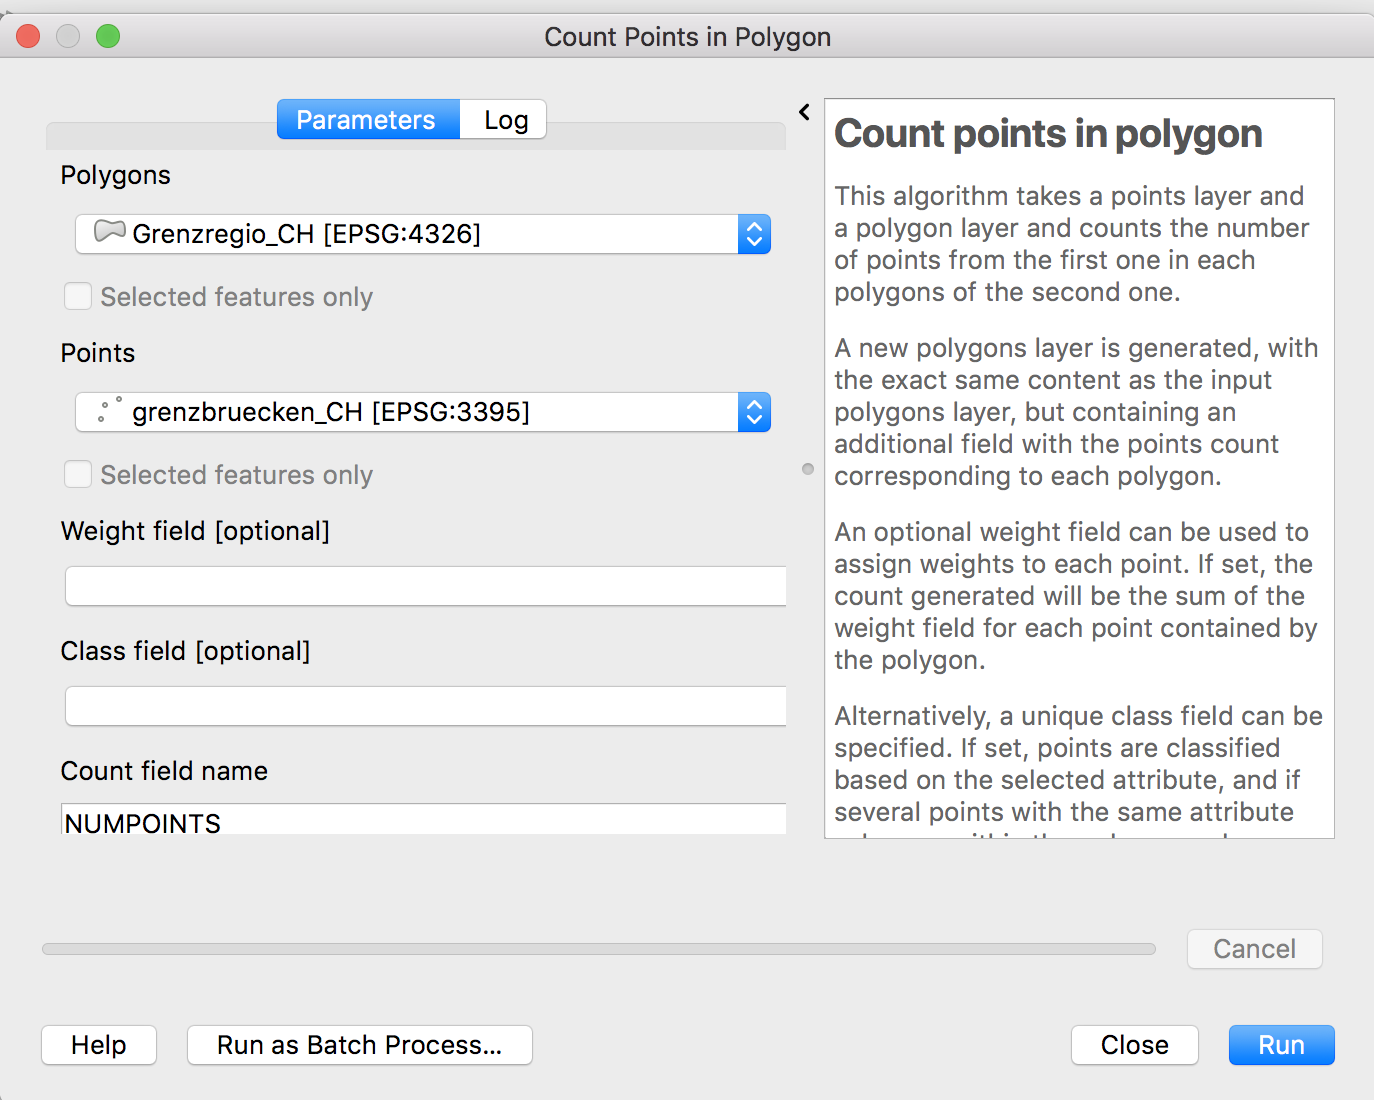 Count Points in Polygon
Parameters
Log
Polygons
Grenzregio_CH [EPSG:4326]
Selected features only
Points
grenzbruecken_CH [EPSG:3395]
Selected features only
Weight field [optional]
Class field [optional]
Count field name
NUMPOINTS
Count points in polygon
This algorithm takes a points layer and
a polygon layer and counts the number
of points from the first one in each
polygons of the second one.
A new polygons layer is generated, with
the exact same content as the input
polygons layer, but containing an
additional field with the points count
corresponding to each polygon.
An optional weight field can be used to
assign weights to each point. If set, the
count generated will be the sum of the
weight field for each point contained by
the polygon.
Alternatively, a unique class field can be
specified. If set, points are classified
based on the selected attribute, and if
several points with the same attribute
Cancel
Help
Run as Batch Process...
Close
Run